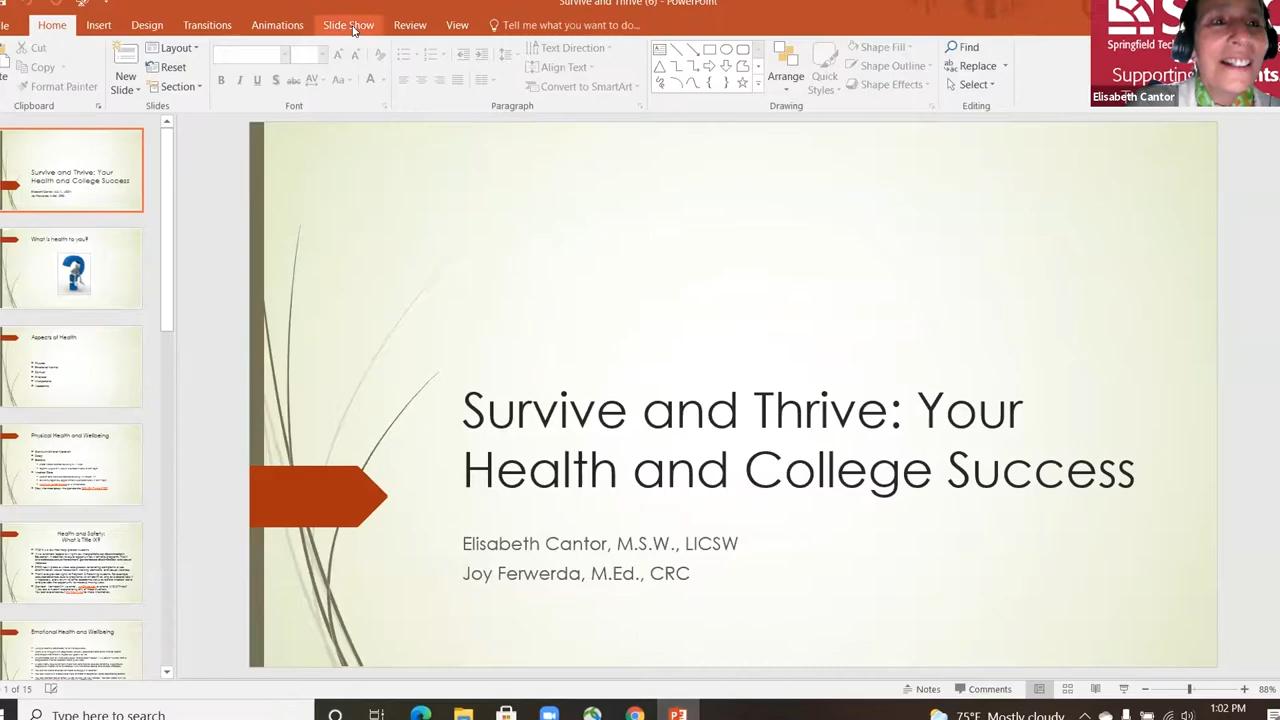 Survive and Thrive (6) - PowerPoint
Home Insert Design Transitions Animations Slide Show Review View Tell me what you want to do...
Cut
Copy
Format Painter
Clipboard
New
Slide
Layout
Reset
Section
Slides
B I U S abc AV Aa A
Font
Paragraph
Text Direction
Align Text
Convert to SmartArt
Arrange
Quick
Styles
Shape Fill
Shape Outline
Shape Effects
Drawing
Find
Replace
Select
Editing
Springfield Tec
Supporting
Elisabeth Cantor
Survive and Thrive: Your
Health and College Success
What is health to you?
Aspects of Health
Physical Health and Wellbeing
Health and Safety:
What is Title IX?
Emotional Health and Wellbeing
Survive and Thrive: Your
Health and College Success
Elisabeth Cantor, M.S.W., LICSW
Jay Ferwerda, M.Ed., CRC
1 of 15
Notes Comments 88%
Type here to search
75°F Mostly cloudy
1:02 PM